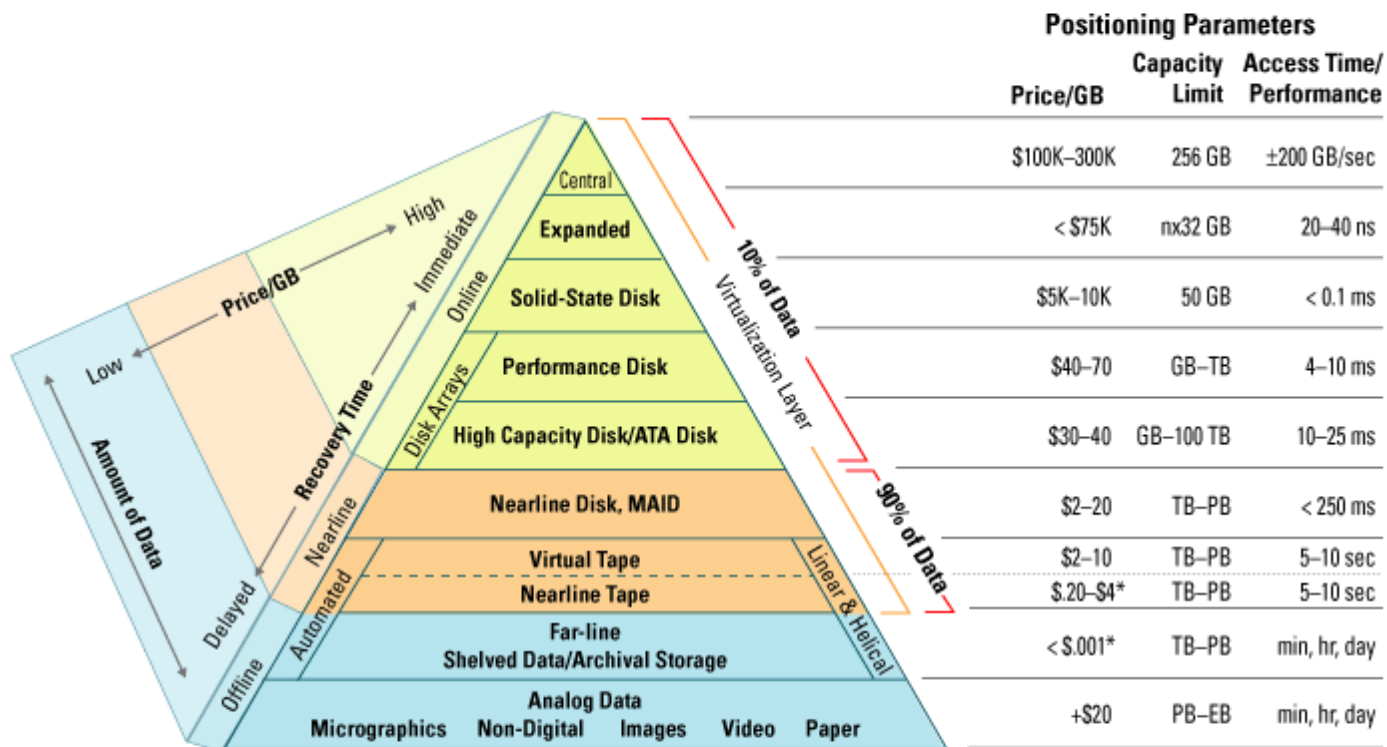 Positioning Parameters
Price/GB
Capacity Limit
Access Time/
Performance
Central
$100K–300K 256 GB ±200 GB/sec
Expanded
< $75K nx32 GB 20–40 ns
Solid-State Disk
$5K–10K 50 GB < 0.1 ms
Performance Disk
$40–70 GB–TB 4–10 ms
High Capacity Disk/ATA Disk
$30–40 GB–100 TB 10–25 ms
Nearline Disk, MAID
$2–20 TB–PB < 250 ms
Virtual Tape
$2–10 TB–PB 5–10 sec
Nearline Tape
$.20–$4* TB–PB 5–10 sec
Far-line
Shelved Data/Archival Storage
< $.001* TB–PB min, hr, day
Analog Data
Micrographics Non-Digital Images Video Paper
+$20 PB–EB min, hr, day
High
Price/GB
Low
Immediate
Recovery Time
Delayed
Amount of Data
Online
Nearline
Offline
Disk Arrays
Automated
Linear & Helical
Virtualization Layer
10% of Data
90% of Data